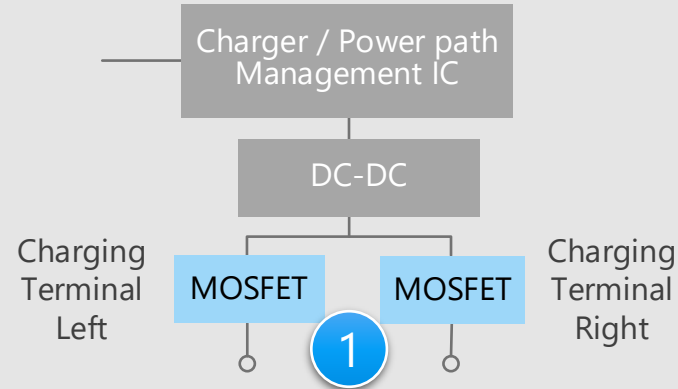 Charger / Power path
Management IC
DC-DC
Charging
Terminal
Left
MOSFET
MOSFET
Charging
Terminal
Right
1